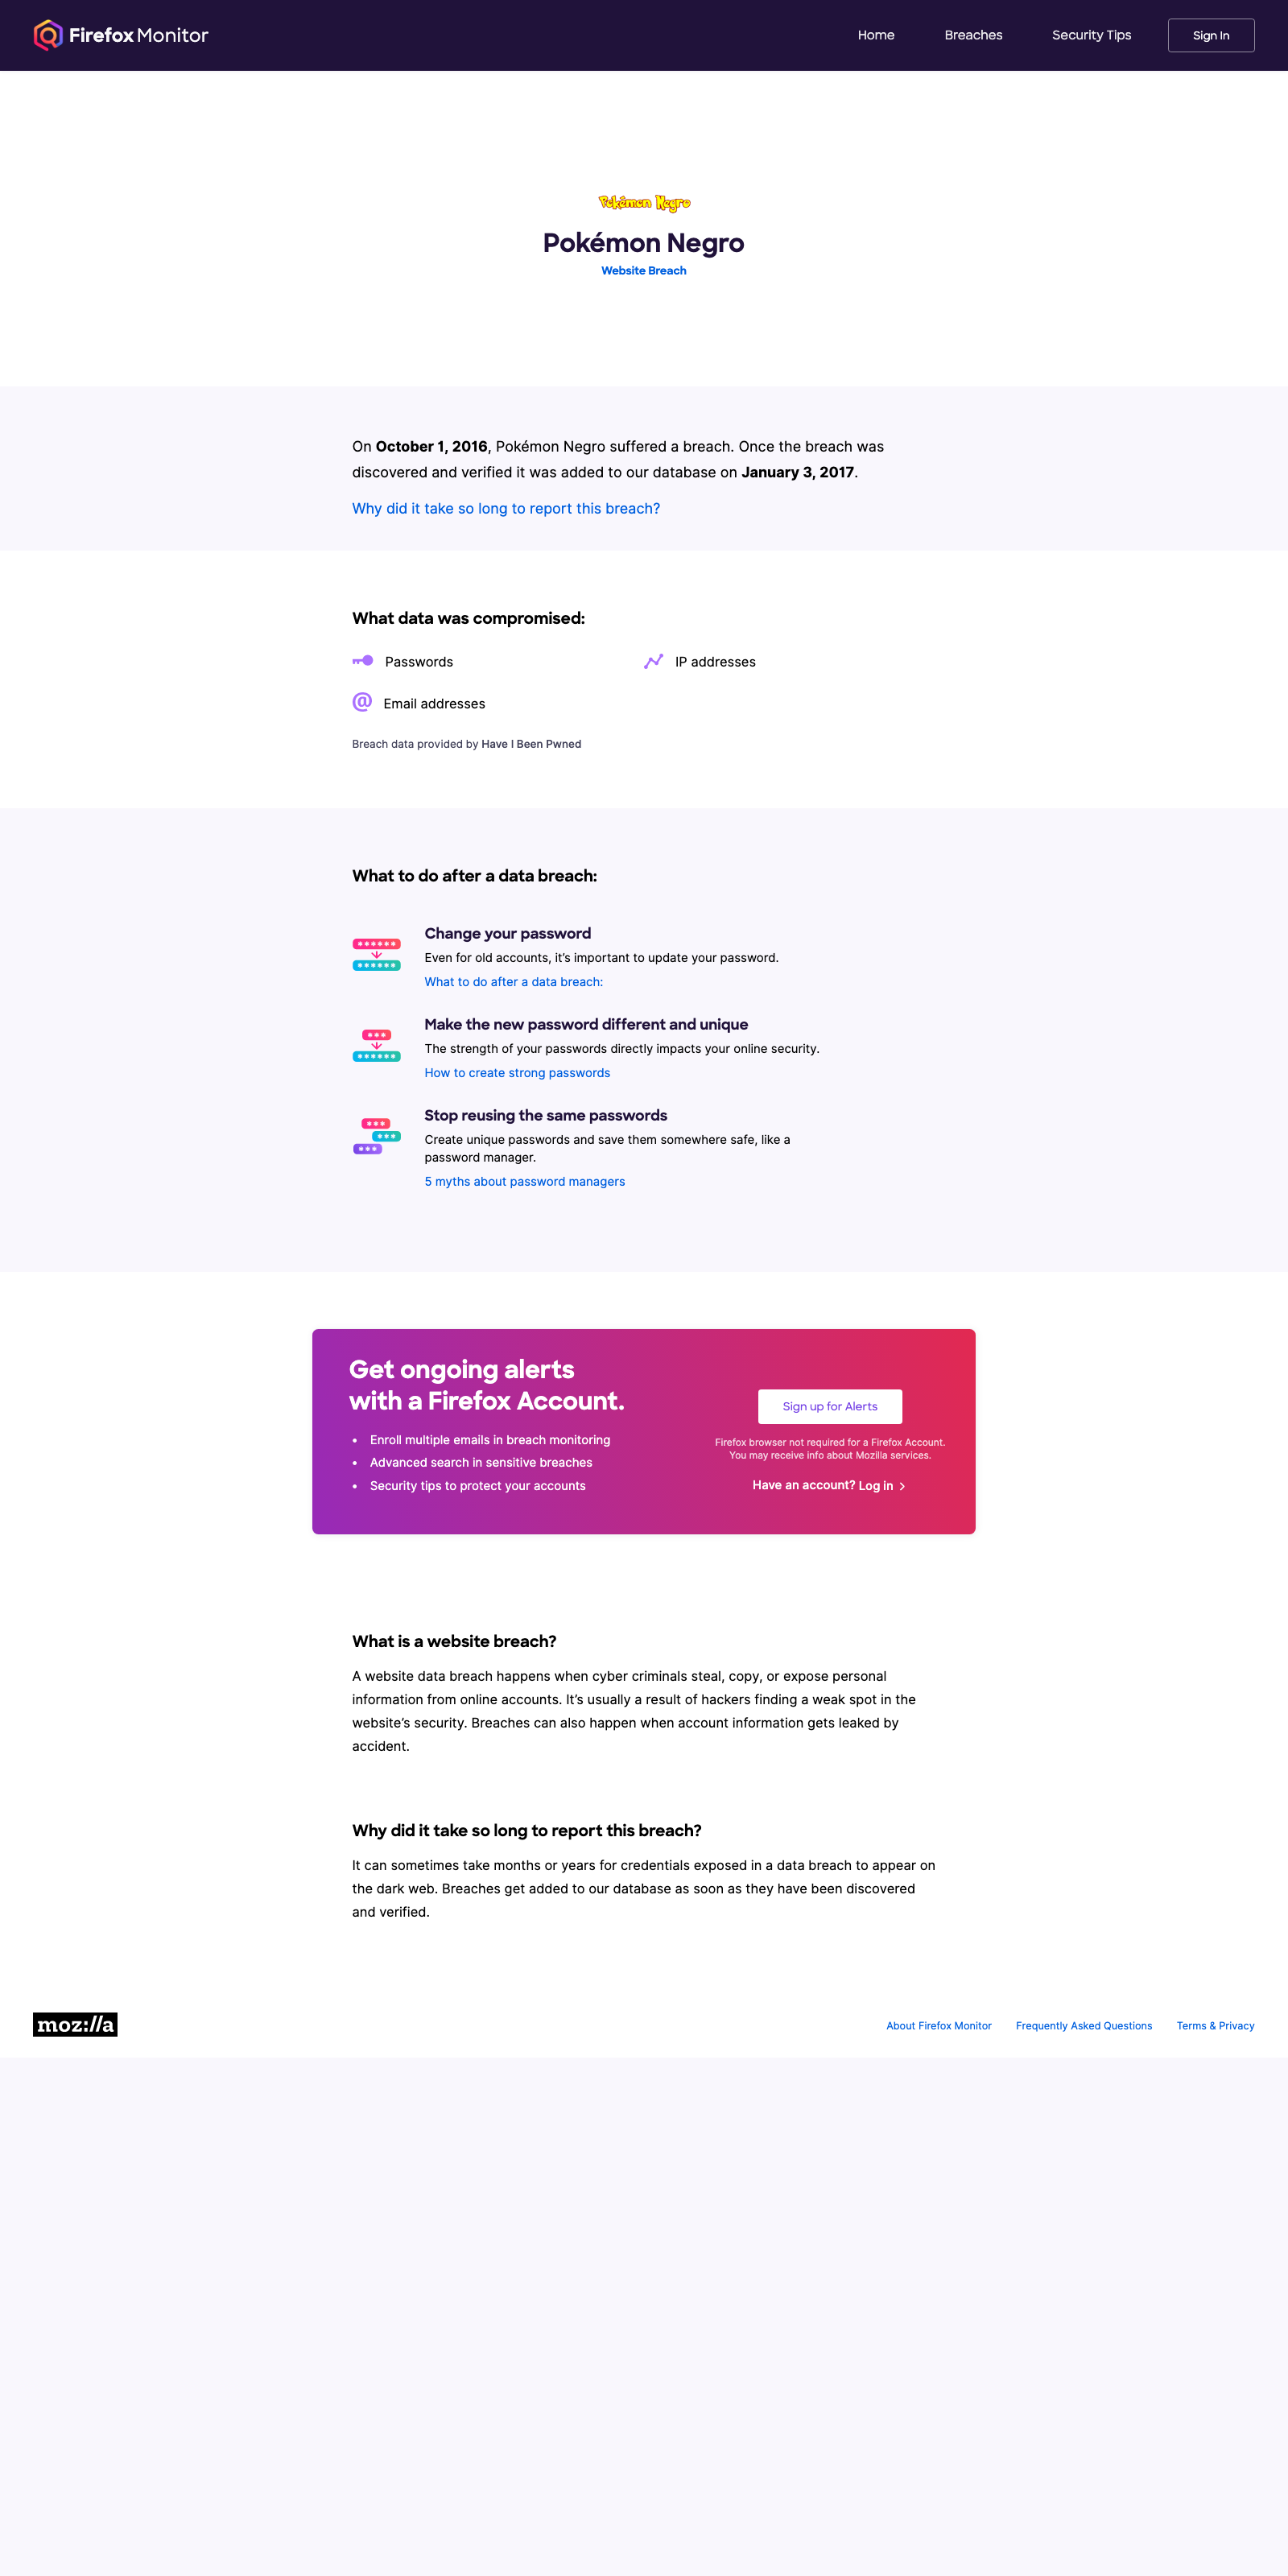 Firefox Monitor
Home
Breaches
Security Tips
Sign In
Pokémon Negro
Pokémon Negro
Website Breach
On October 1, 2016, Pokémon Negro suffered a breach. Once the breach was
discovered and verified it was added to our database on January 3, 2017.
Why did it take so long to report this breach?
What data was compromised:
Passwords
IP addresses
Email addresses
Breach data provided by Have I Been Pwned
What to do after a data breach:
Change your password
Even for old accounts, it’s important to update your password.
What to do after a data breach:
Make the new password different and unique
The strength of your passwords directly impacts your online security.
How to create strong passwords
Stop reusing the same passwords
Create unique passwords and save them somewhere safe, like a
password manager.
5 myths about password managers
Get ongoing alerts
with a Firefox Account.
• Enroll multiple emails in breach monitoring
• Advanced search in sensitive breaches
• Security tips to protect your accounts
Sign up for Alerts
Firefox browser not required for a Firefox Account.
You may receive info about Mozilla services.
Have an account? Log in
What is a website breach?
A website data breach happens when cyber criminals steal, copy, or expose personal
information from online accounts. It’s usually a result of hackers finding a weak spot in the
website’s security. Breaches can also happen when account information gets leaked by
accident.
Why did it take so long to report this breach?
It can sometimes take months or years for credentials exposed in a data breach to appear on
the dark web. Breaches get added to our database as soon as they have been discovered
and verified.
moz://a
About Firefox Monitor
Frequently Asked Questions
Terms & Privacy